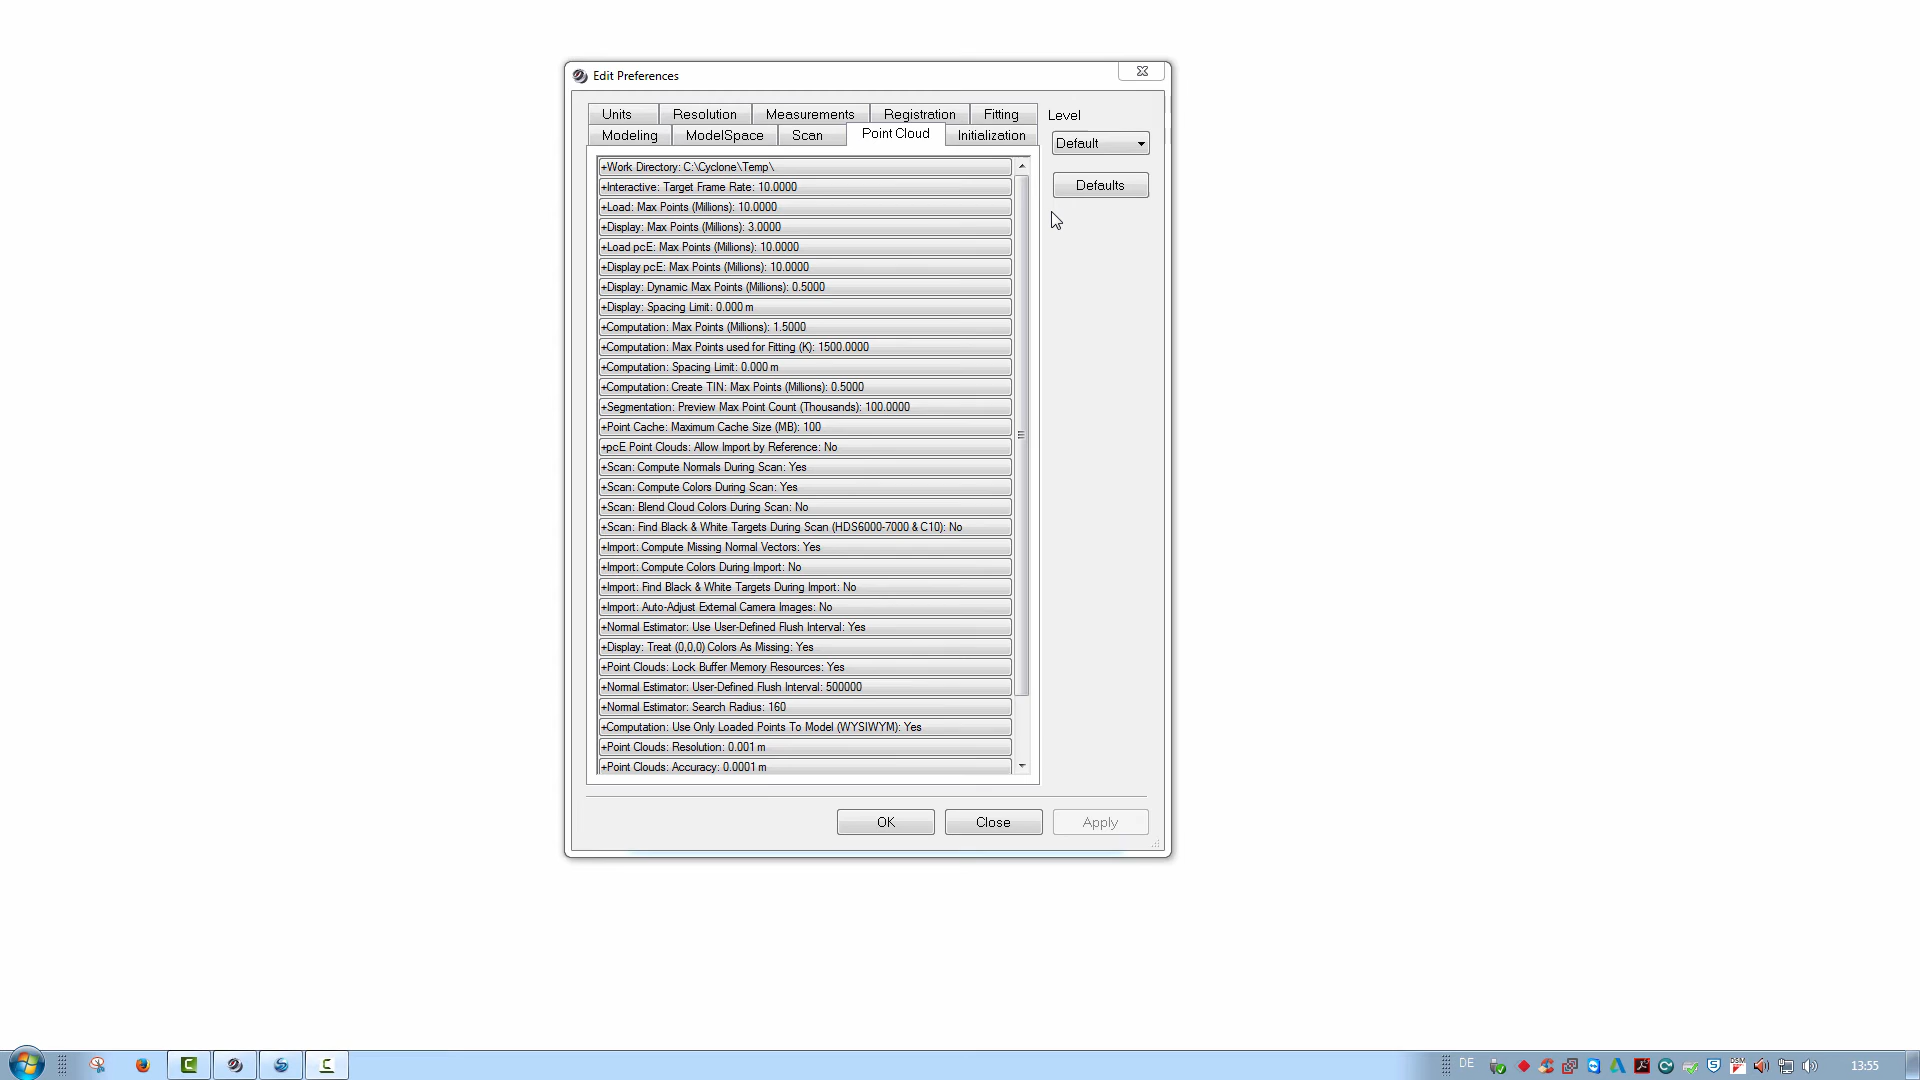 Edit Preferences
Units
Resolution
Measurements
Registration
Fitting
Level
Modeling
ModelSpace
Scan
Point Cloud
Initialization
Default
Defaults
+Work Directory: C:\Cyclone\Temp\
+Interactive: Target Frame Rate: 10.0000
+Load: Max Points (Millions): 10.0000
+Display: Max Points (Millions): 3.0000
+Load pcE: Max Points (Millions): 10.0000
+Display pcE: Max Points (Millions): 10.0000
+Display: Dynamic Max Points (Millions): 0.5000
+Display: Spacing Limit: 0.000 m
+Computation: Max Points (Millions): 1.5000
+Computation: Max Points used for Fitting (K): 1500.0000
+Computation: Spacing Limit: 0.000 m
+Computation: Create TIN: Max Points (Millions): 0.5000
+Segmentation: Preview Max Point Count (Thousands): 100.0000
+Point Cache: Maximum Cache Size (MB): 100
+pcE Point Clouds: Allow Import by Reference: No
+Scan: Compute Normals During Scan: Yes
+Scan: Compute Colors During Scan: Yes
+Scan: Blend Cloud Colors During Scan: No
+Scan: Find Black & White Targets During Scan (HDS6000-7000 & C10): No
+Import: Compute Missing Normal Vectors: Yes
+Import: Compute Colors During Import: No
+Import: Find Black & White Targets During Import: No
+Import: Auto-Adjust External Camera Images: No
+Normal Estimator: Use User-Defined Flush Interval: Yes
+Display: Treat (0,0,0) Colors As Missing: Yes
+Point Clouds: Lock Buffer Memory Resources: Yes
+Normal Estimator: User-Defined Flush Interval: 500000
+Normal Estimator: Search Radius: 160
+Computation: Use Only Loaded Points To Model (WYSIWYM): Yes
+Point Clouds: Resolution: 0.001 m
+Point Clouds: Accuracy: 0.0001 m
OK
Close
Apply
DE
13:55